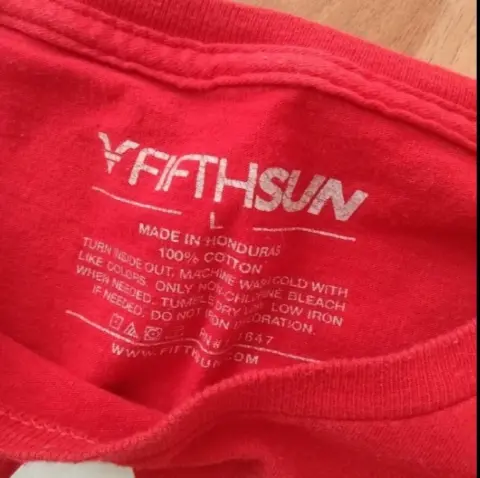 FIFTHSUN
L
MADE IN HONDURAS
100% COTTON
TURN INSIDE OUT. MACHINE WASH COLD WITH
LIKE COLORS. ONLY NON-CHLORINE BLEACH
WHEN NEEDED. TUMBLE DRY LOW. LOW IRON
IF NEEDED. DO NOT IRON DECORATION.
WWW.FIFTHSUN.COM